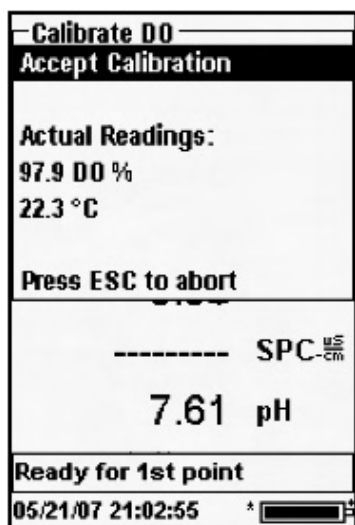 Calibrate DO
Accept Calibration
Actual Readings:
97.9 DO %
22.3 °C
Press ESC to abort
--------- SPC-uS/cm
7.61 pH
Ready for 1st point
05/21/07 21:02:55 *